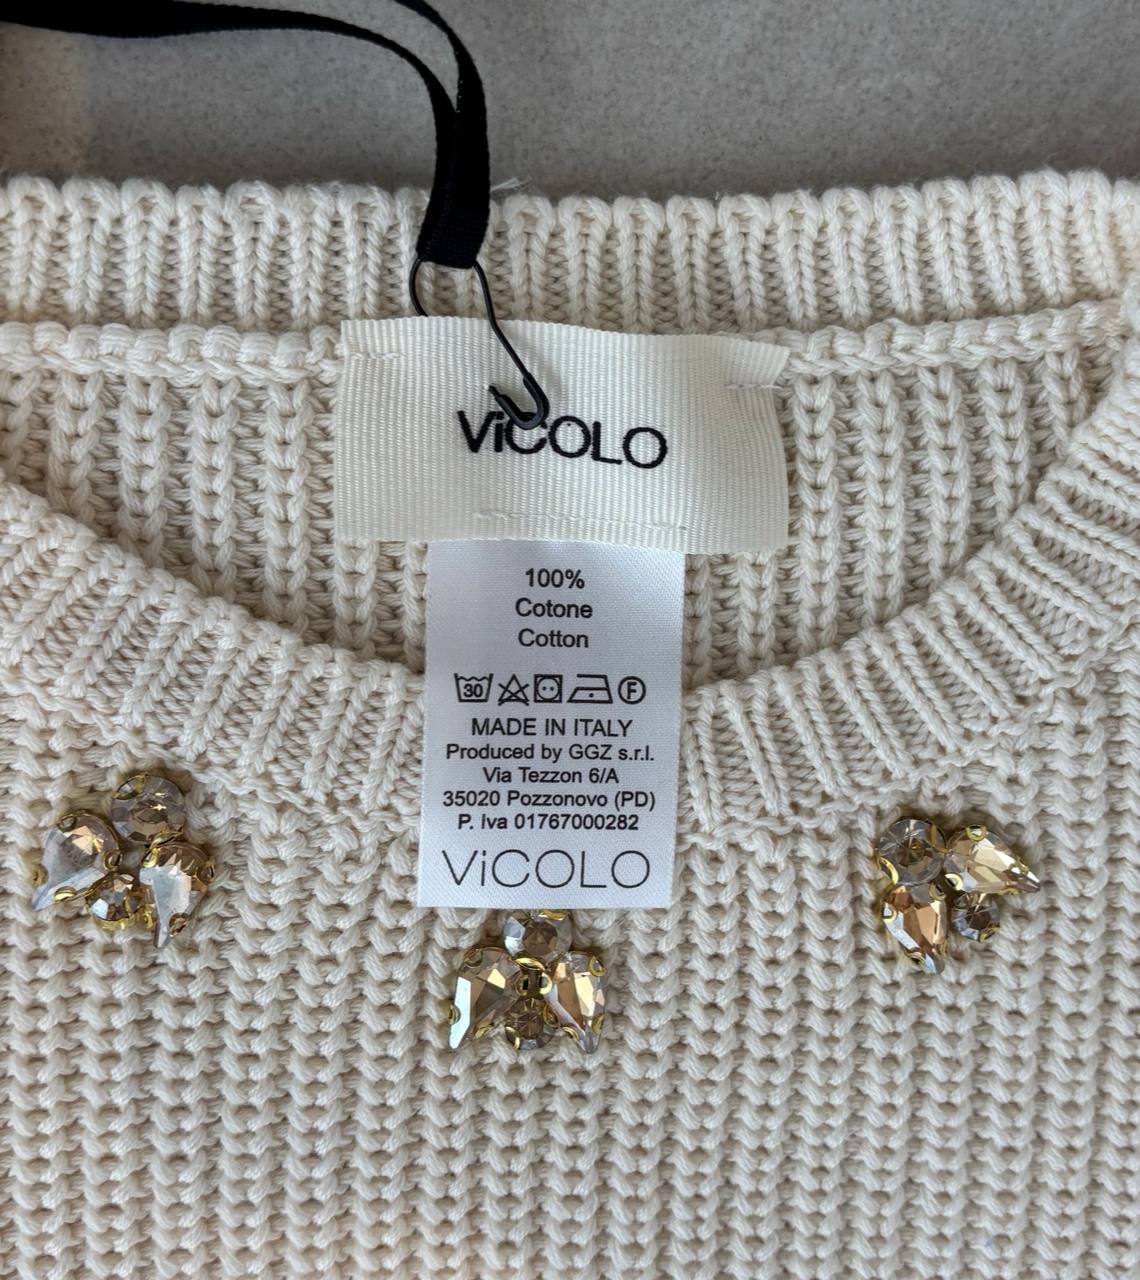 ViCOLO
100%
Cotone
Cotton
30 F
MADE IN ITALY
Produced by GGZ s.r.l.
Via Tezzon 6/A
35020 Pozzonovo (PD)
P. Iva 01767000282
ViCOLO